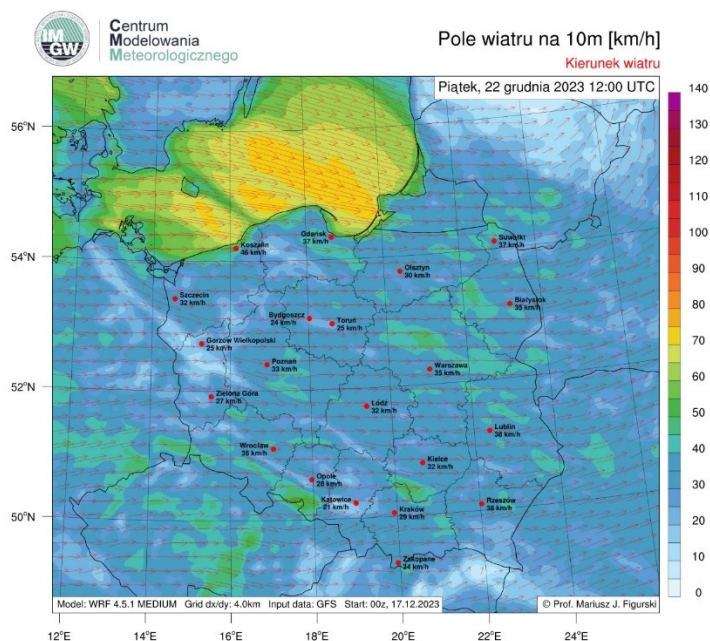 IMGW
Centrum
Modelowania
Meteorologicznego
Pole wiatru na 10m [km/h]
Kierunek wiatru
Piątek, 22 grudnia 2023 12:00 UTC
140
130
120
110
100
90
80
70
60
50
40
30
20
10
0
56°N
54°N
52°N
50°N
Gdańsk
37 km/h
Koszalin
46 km/h
Suwałki
37 km/h
Olsztyn
30 km/h
Szczecin
32 km/h
Białystok
35 km/h
Bydgoszcz
24 km/h
Toruń
25 km/h
Gorzów Wielkopolski
25 km/h
Poznań
33 km/h
Warszawa
35 km/h
Zielona Góra
27 km/h
Łódź
32 km/h
Lublin
38 km/h
Wrocław
36 km/h
Kielce
32 km/h
Opole
28 km/h
Katowice
21 km/h
Kraków
29 km/h
Rzeszów
38 km/h
Zakopane
34 km/h
Model: WRF 4.5.1 MEDIUM Grid dx/dy: 4.0km Input data: GFS Start: 00z, 17.12.2023
© Prof. Mariusz J. Figurski
12°E 14°E 16°E 18°E 20°E 22°E 24°E